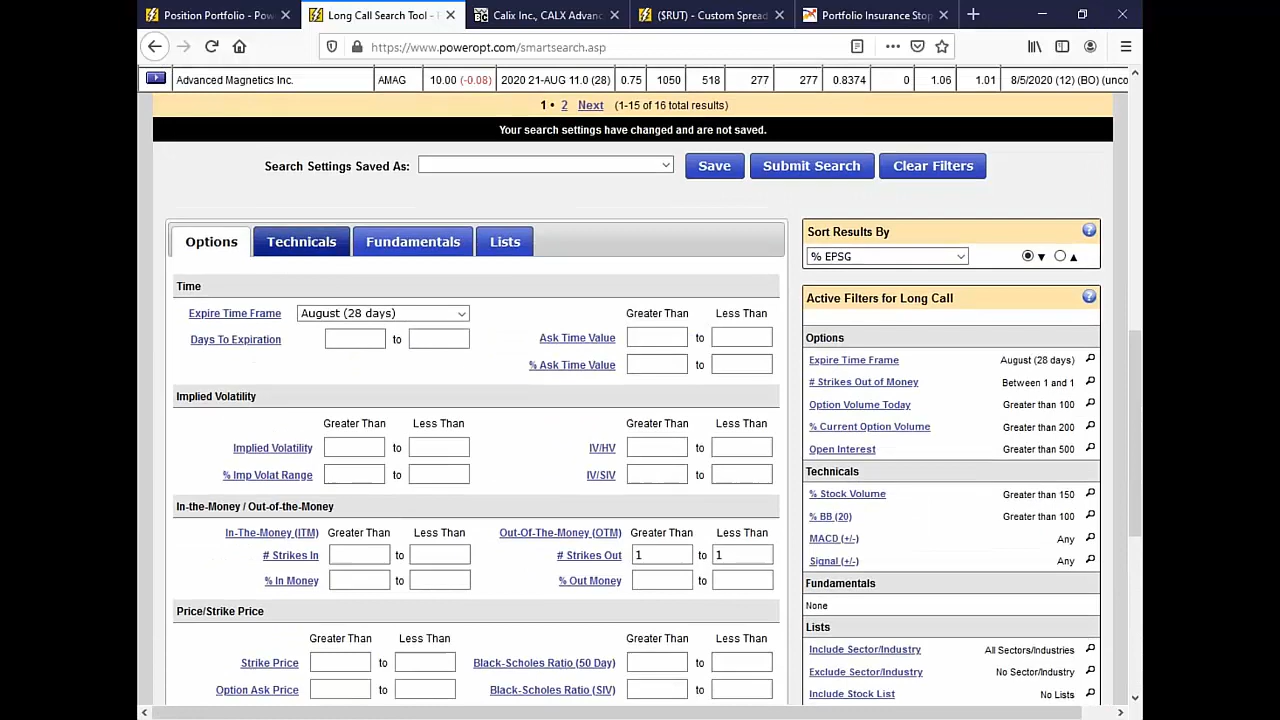 Position Portfolio - Pow
Long Call Search Tool -
Calix Inc., CALX Advanc
($RUT) - Custom Spread
Portfolio Insurance Stop
https://www.poweropt.com/smartsearch.asp
Advanced Magnetics Inc. AMAG 10.00 (-0.08) 2020 21-AUG 11.0 (28) 0.75 1050 518 277 277 0.3874 0 1.06 1.01 8/5/2020 (12) (BO) (unco
1 • 2 Next (1-15 of 16 total results)
Your search settings have changed and are not saved.
Search Settings Saved As: Save Submit Search Clear Filters
Options Technicals Fundamentals Lists
Time
Expire Time Frame August (28 days) Greater Than Less Than
Days To Expiration to Ask Time Value to
% Ask Time Value to
Implied Volatility
Greater Than Less Than Greater Than Less Than
Implied Volatility to IV/HV to
% Imp Volat Range to IV/SIV to
In-the-Money / Out-of-the-Money
In-The-Money (ITM) Greater Than Less Than Out-Of-The-Money (OTM) Greater Than Less Than
# Strikes In to # Strikes Out 1 to 1
% In Money to % Out Money to
Price/Strike Price
Greater Than Less Than Greater Than Less Than
Strike Price to Black-Scholes Ratio (50 Day) to
Option Ask Price to Black-Scholes Ratio (SIV) to
Sort Results By
% EPSG
Active Filters for Long Call
Options
Expire Time Frame August (28 days)
# Strikes Out of Money Between 1 and 1
Option Volume Today Greater than 100
% Current Option Volume Greater than 200
Open Interest Greater than 500
Technicals
% Stock Volume Greater than 150
% BB (20) Greater than 100
MACD (+/-) Any
Signal (+/-) Any
Fundamentals
None
Lists
Include Sector/Industry All Sectors/Industries
Exclude Sector/Industry No Sector/Industry
Include Stock List No Lists